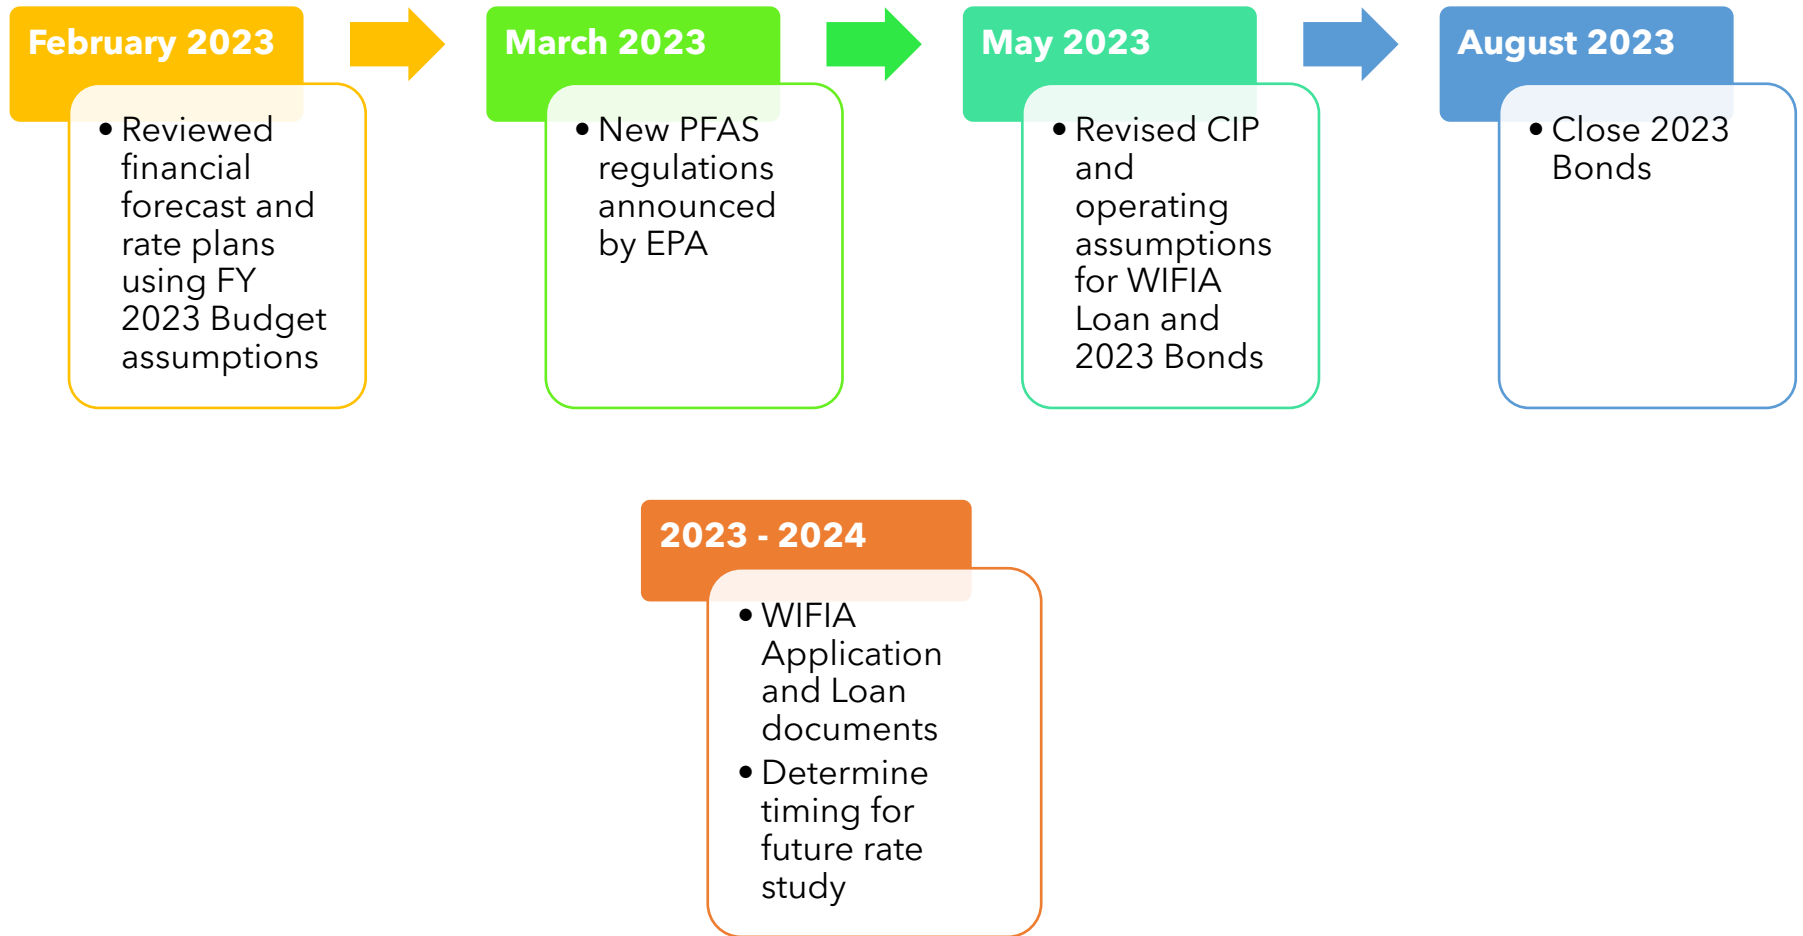 February 2023
• Reviewed
financial
forecast and
rate plans
using FY
2023 Budget
assumptions
March 2023
• New PFAS
regulations
announced
by EPA
May 2023
• Revised CIP
and
operating
assumptions
for WIFIA
Loan and
2023 Bonds
August 2023
• Close 2023
Bonds
2023 - 2024
• WIFIA
Application
and Loan
documents
• Determine
timing for
future rate
study